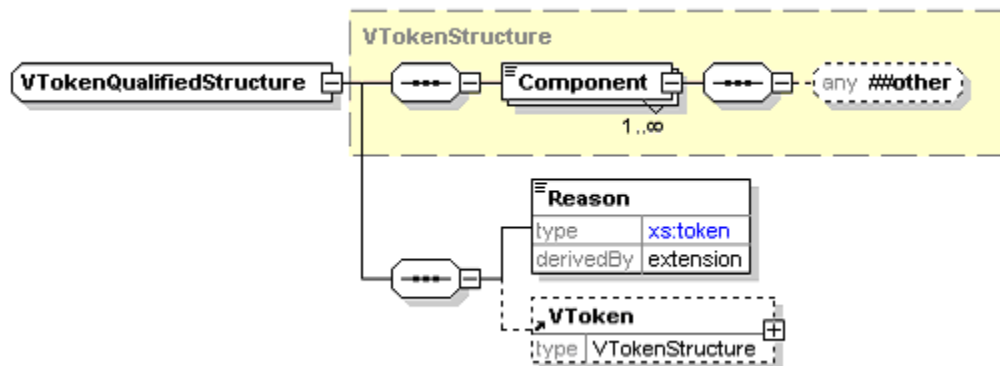 VTokenStructure
VTokenQualifiedStructure
Component
any ##other
1..∞
Reason
type xs:token
derivedBy extension
VToken
type VTokenStructure